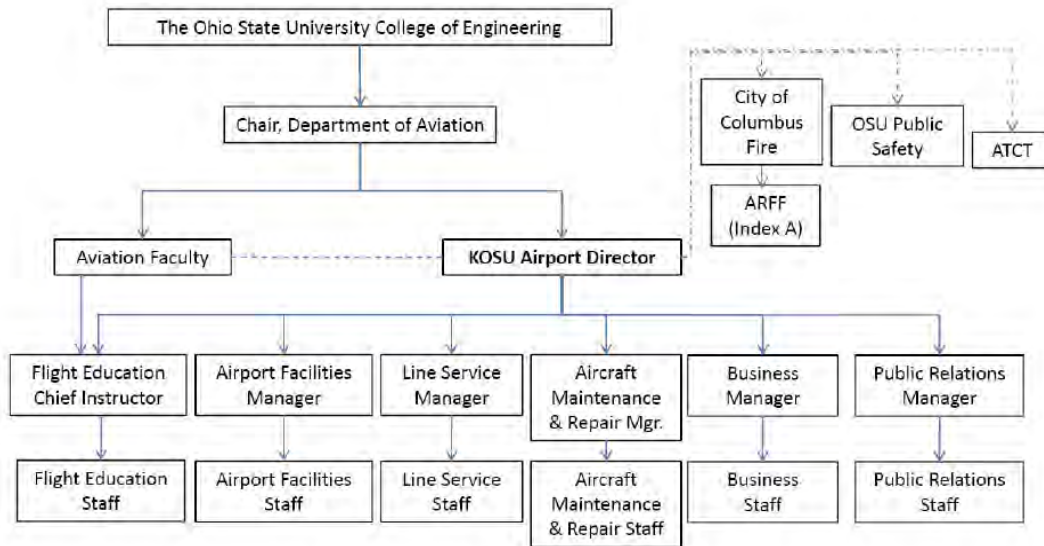 The Ohio State University College of Engineering
Chair, Department of Aviation
City of
Columbus
Fire
OSU Public
Safety
ATCT
ARFF
(Index A)
Aviation Faculty
KOSU Airport Director
Flight Education
Chief Instructor
Airport Facilities
Manager
Line Service
Manager
Aircraft
Maintenance
& Repair Mgr.
Business
Manager
Public Relations
Manager
Flight Education
Staff
Airport Facilities
Staff
Line Service
Staff
Aircraft
Maintenance
& Repair Staff
Business
Staff
Public Relations
Staff